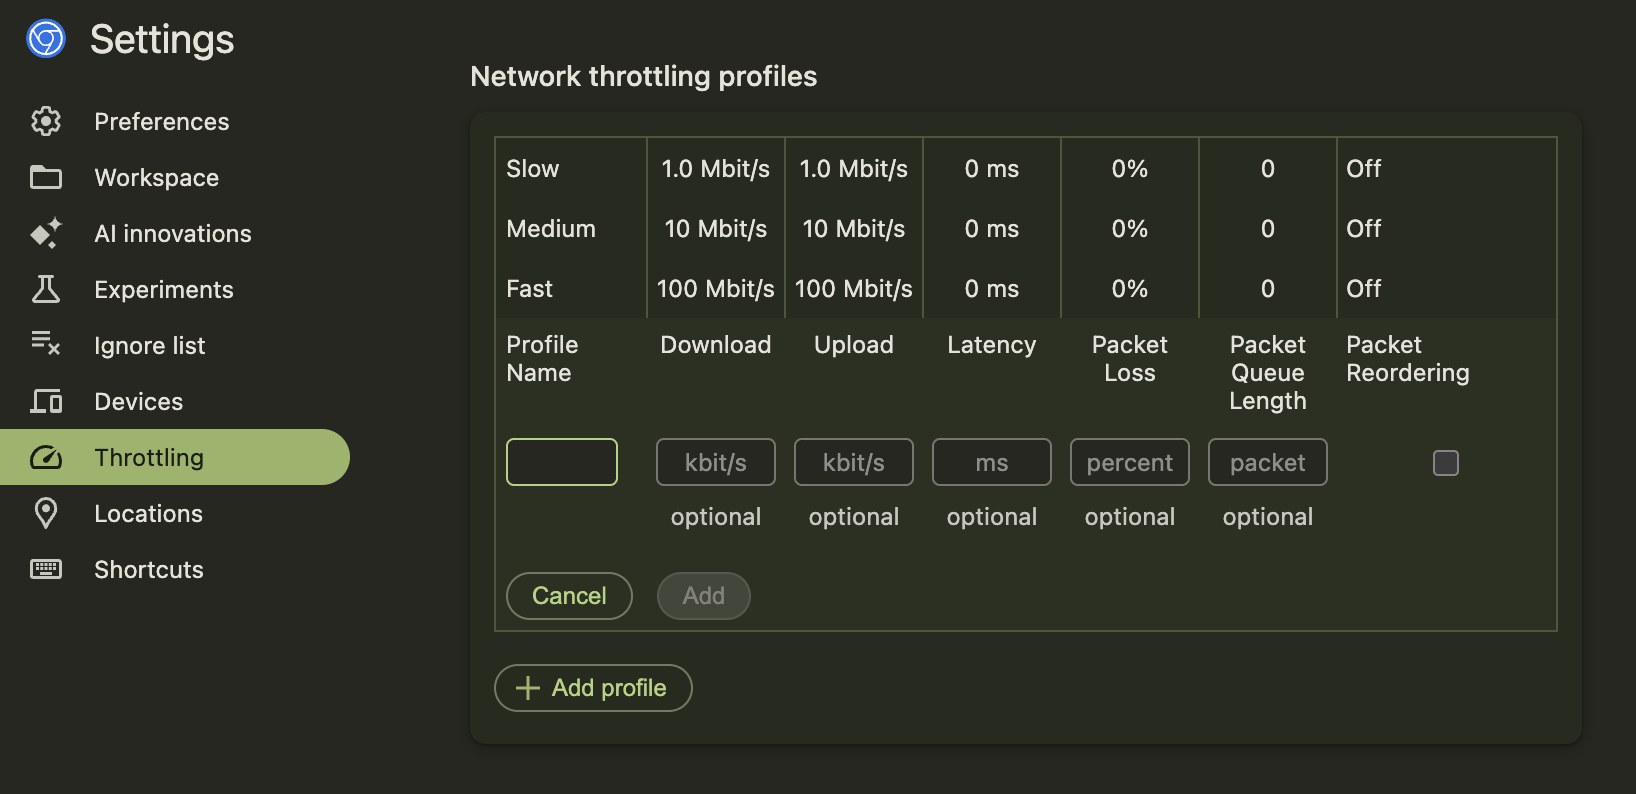 Settings
Preferences
Workspace
AI innovations
Experiments
Ignore list
Devices
Throttling
Locations
Shortcuts
Network throttling profiles
Slow 1.0 Mbit/s 1.0 Mbit/s 0 ms 0% 0 Off
Medium 10 Mbit/s 10 Mbit/s 0 ms 0% 0 Off
Fast 100 Mbit/s 100 Mbit/s 0 ms 0% 0 Off
Profile Download Upload Latency Packet Packet Packet
Name Loss Queue Reordering
Length
kbit/s kbit/s ms percent packet
optional optional optional optional optional
Cancel Add
Add profile